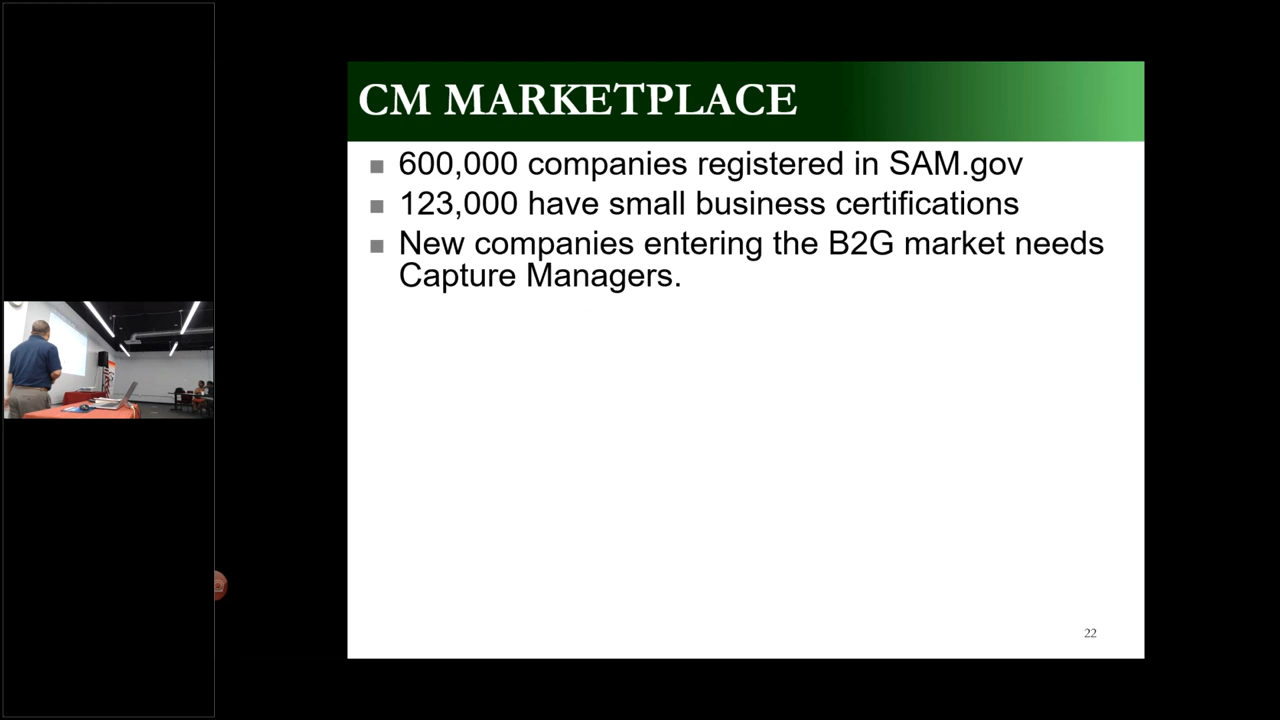 CM MARKETPLACE
600,000 companies registered in SAM.gov
123,000 have small business certifications
New companies entering the B2G market needs
Capture Managers.
22